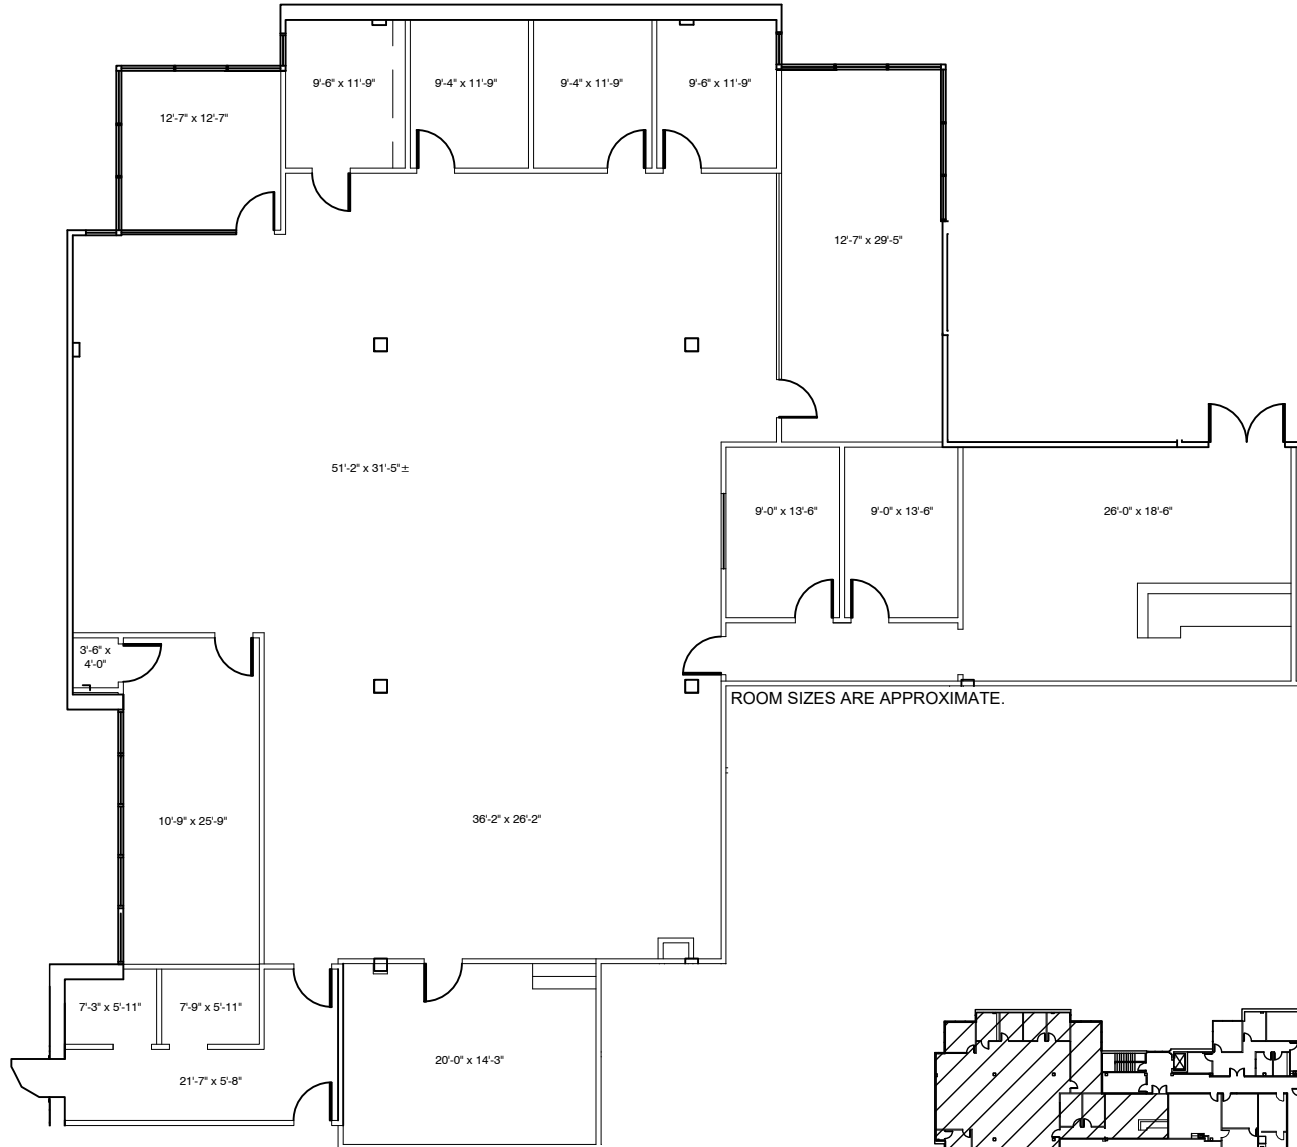 9'-6" x 11'-9"
9'-4" x 11'-9"
9'-4" x 11'-9"
9'-6" x 11'-9"
12'-7" x 12'-7"
12'-7" x 29'-5"
51'-2" x 31'-5"±
9'-0" x 13'-6"
9'-0" x 13'-6"
26'-0" x 18'-6"
3'-6" x
4'-0"
ROOM SIZES ARE APPROXIMATE.
10'-9" x 25'-9"
36'-2" x 26'-2"
7'-3" x 5'-11"
7'-9" x 5'-11"
20'-0" x 14'-3"
21'-7" x 5'-8"